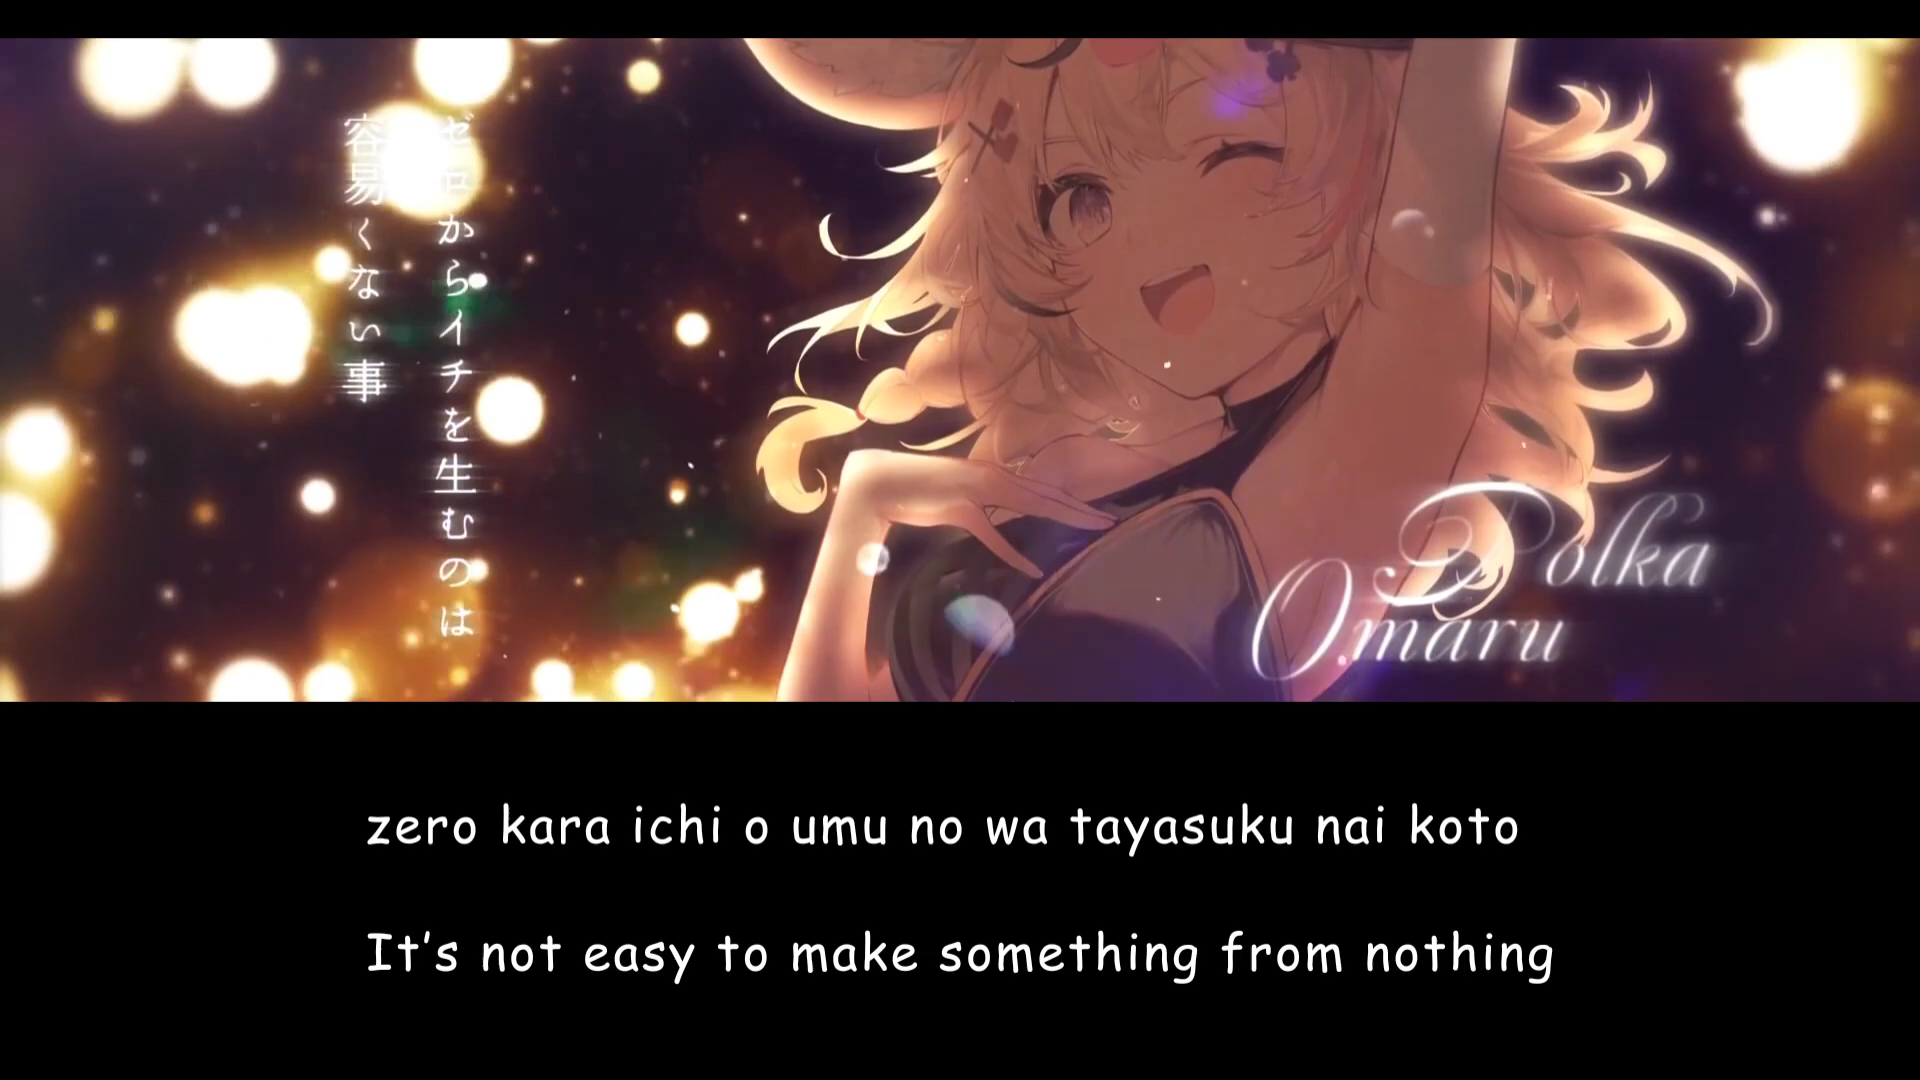 ゼロからイチを生むのは
容易くない事
Polka
Omaru
zero kara ichi o umu no wa tayasuku nai koto
It's not easy to make something from nothing